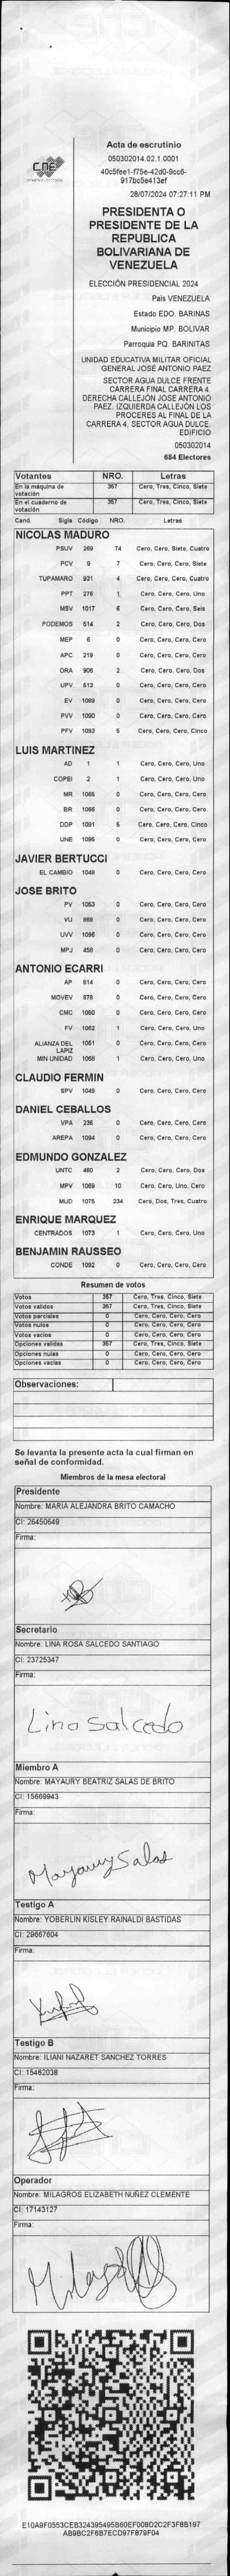 CNE
Acta de escrutinio
050302014.02.1.0001
40c5fee1-f75e-42d0-9cc6-
917bc5e413ef
28/07/2024 07:27:11 PM
PRESIDENTA O
PRESIDENTE DE LA
REPUBLICA
BOLIVARIANA DE
VENEZUELA
ELECCIÓN PRESIDENCIAL 2024
Pais VENEZUELA
Estado EDO. BARINAS
Municipio MP. BOLIVAR
Parroquia PQ. BARINITAS
UNIDAD EDUCATIVA MILITAR OFICIAL
GENERAL JOSÉ ANTONIO PAEZ
SECTOR AGUA DULCE FRENTE
CARRERA FINAL CARRERA 4.
DERECHA CALLEJÓN JOSE ANTONIO
PAEZ. IZQUIERDA CALLEJÓN LOS
PROCERES AL FINAL DE LA
CARRERA 4. SECTOR AGUA DULCE.
EDIFICIO
050302014
684 Electores
Votantes NRO. Letras
En la máquina de votación 357 Cero, Tres, Cinco, Siete
En el cuaderno de votación 357 Cero, Tres, Cinco, Siete
Cand. Sigla Código NRO. Letras
NICOLAS MADURO
PSUV 269 74 Cero, Cero, Siete, Cuatro
PCV 9 7 Cero, Cero, Cero, Siete
TUPAMARO 931 4 Cero, Cero, Cero, Cuatro
PPT 276 1 Cero, Cero, Cero, Uno
MSV 1017 6 Cero, Cero, Cero, Seis
PODEMOS 514 2 Cero, Cero, Cero, Dos
MEP 6 0 Cero, Cero, Cero, Cero
APC 219 0 Cero, Cero, Cero, Cero
ORA 906 2 Cero, Cero, Cero, Dos
UPV 613 0 Cero, Cero, Cero, Cero
EV 1089 0 Cero, Cero, Cero, Cero
PVV 1090 0 Cero, Cero, Cero, Cero
PFV 1093 5 Cero, Cero, Cero, Cinco
LUIS MARTINEZ
AD 1 1 Cero, Cero, Cero, Uno
COPEI 2 1 Cero, Cero, Cero, Uno
MR 1065 0 Cero, Cero, Cero, Cero
BR 1066 0 Cero, Cero, Cero, Cero
DDP 1091 5 Cero, Cero, Cero, Cinco
UNE 1095 0 Cero, Cero, Cero, Cero
JAVIER BERTUCCI
EL CAMBIO 1048 0 Cero, Cero, Cero, Cero
JOSE BRITO
PV 1053 0 Cero, Cero, Cero, Cero
VU 868 0 Cero, Cero, Cero, Cero
UVV 1096 0 Cero, Cero, Cero, Cero
MPJ 458 0 Cero, Cero, Cero, Cero
ANTONIO ECARRI
AP 814 0 Cero, Cero, Cero, Cero
MOVEV 878 0 Cero, Cero, Cero, Cero
CMC 1050 0 Cero, Cero, Cero, Cero
FV 1062 1 Cero, Cero, Cero, Uno
ALIANZA DEL LAPIZ 1051 0 Cero, Cero, Cero, Cero
MIN UNIDAD 1068 1 Cero, Cero, Cero, Uno
CLAUDIO FERMIN
SPV 1049 0 Cero, Cero, Cero, Cero
DANIEL CEBALLOS
VPA 236 0 Cero, Cero, Cero, Cero
AREPA 1094 0 Cero, Cero, Cero, Cero
EDMUNDO GONZALEZ
UNTC 460 2 Cero, Cero, Cero, Dos
MPV 1069 10 Cero, Cero, Uno, Cero
MUD 1075 234 Cero, Dos, Tres, Cuatro
ENRIQUE MARQUEZ
CENTRADOS 1073 1 Cero, Cero, Cero, Uno
BENJAMIN RAUSSEO
CONDE 1092 0 Cero, Cero, Cero, Cero
Resumen de votos
Votos 357 Cero, Tres, Cinco, Siete
Votos validos 357 Cero, Tres, Cinco, Siete
Votos parciales 0 Cero, Cero, Cero, Cero
Votos nulos 0 Cero, Cero, Cero, Cero
Votos vacios 0 Cero, Cero, Cero, Cero
Opciones validas 357 Cero, Tres, Cinco, Siete
Opciones nulas 0 Cero, Cero, Cero, Cero
Opciones vacias 0 Cero, Cero, Cero, Cero
Observaciones:
Se levanta la presente acta la cual firman en
señal de conformidad.
Miembros de la mesa electoral
Presidente
Nombre: MARIA ALEJANDRA BRITO CAMACHO
CI: 26450649
Firma:
Secretario
Nombre: LINA ROSA SALCEDO SANTIAGO
CI: 23725347
Firma:
Lina Salcedo
Miembro A
Nombre: MAYAURY BEATRIZ SALAS DE BRITO
CI: 15669943
Firma:
Mayaury Salas
Testigo A
Nombre: YOBERLIN KISLEY RAINALDI BASTIDAS
CI: 29667604
Firma:
Testigo B
Nombre: ILIANI NAZARET SANCHEZ TORRES
CI: 15462038
Firma:
Operador
Nombre: MILAGROS ELIZABETH NUÑEZ CLEMENTE
CI: 17143127
Firma:
E10A9F0553CEB324395495B60EF008D2C2F3F8B197
AB9BC2F6B7ECD97F879F04